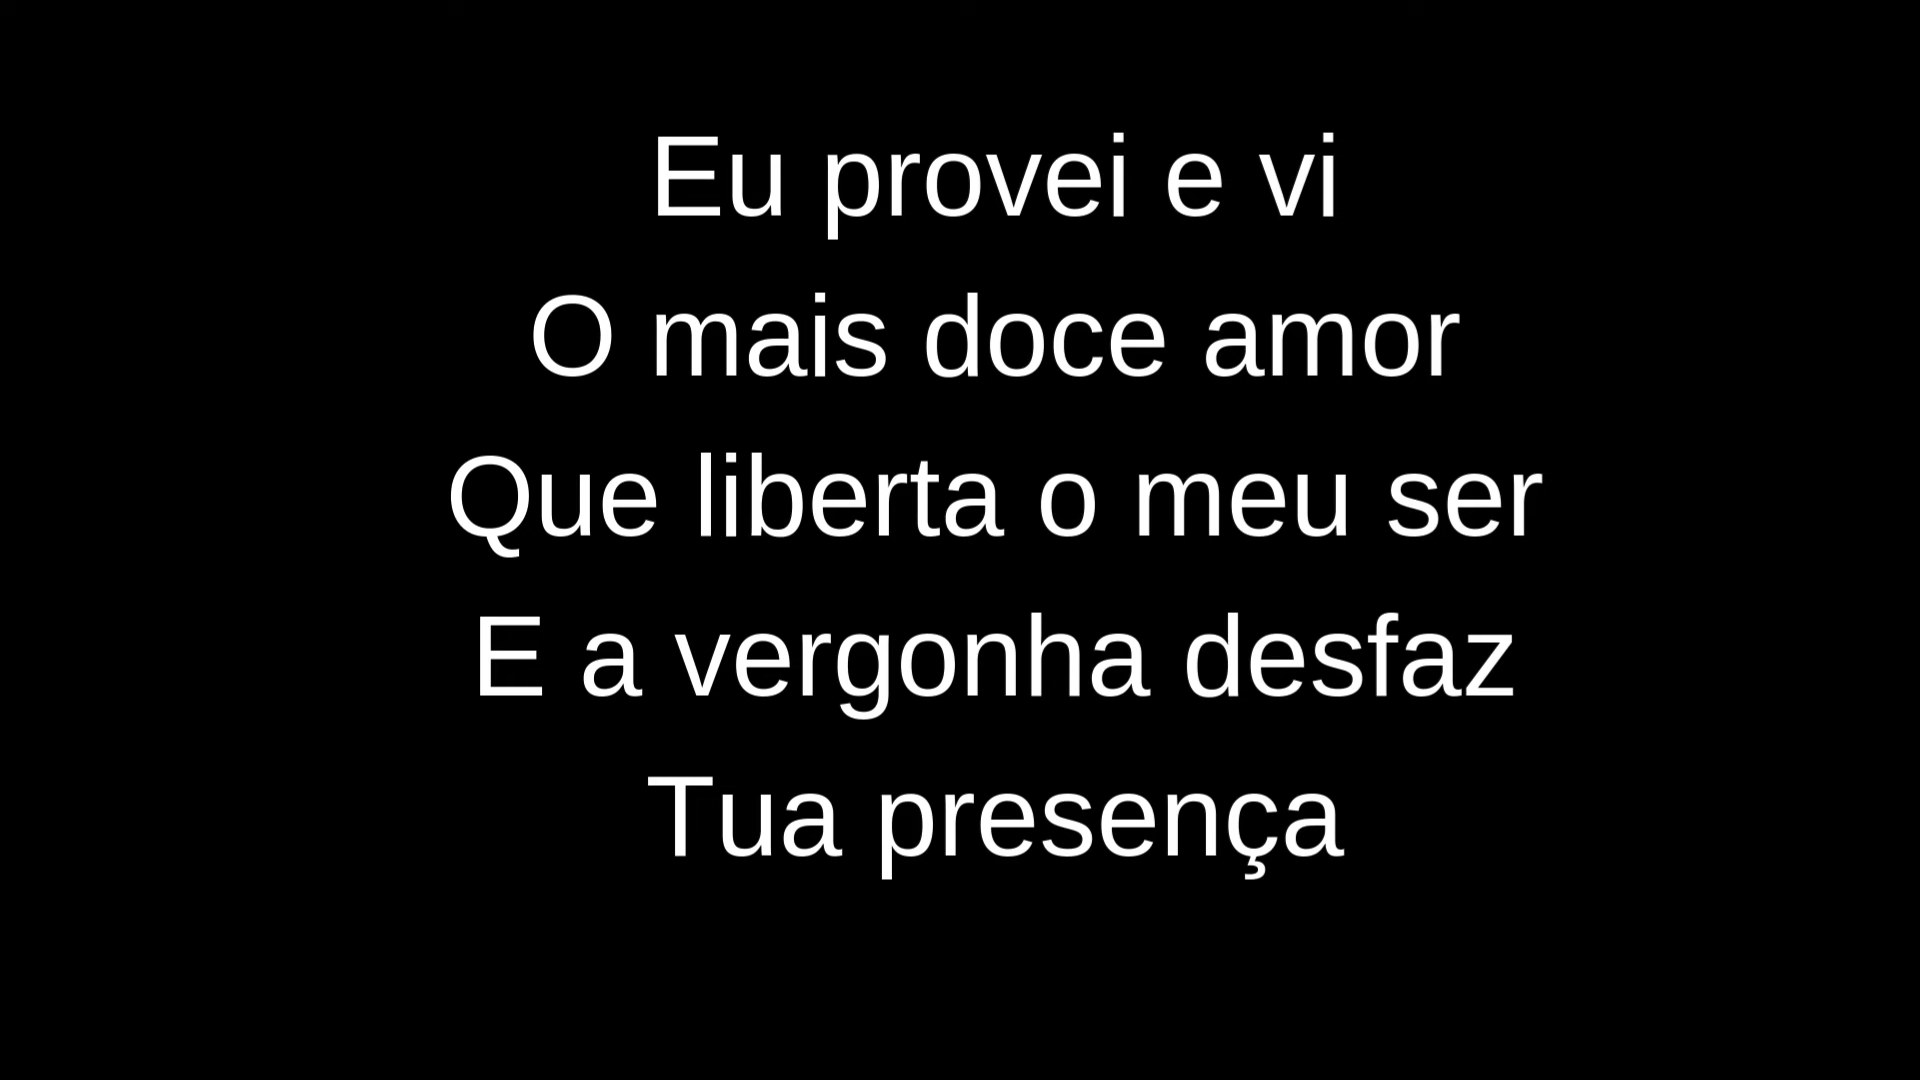 Eu provei e vi
O mais doce amor
Que liberta o meu ser
E a vergonha desfaz
Tua presença